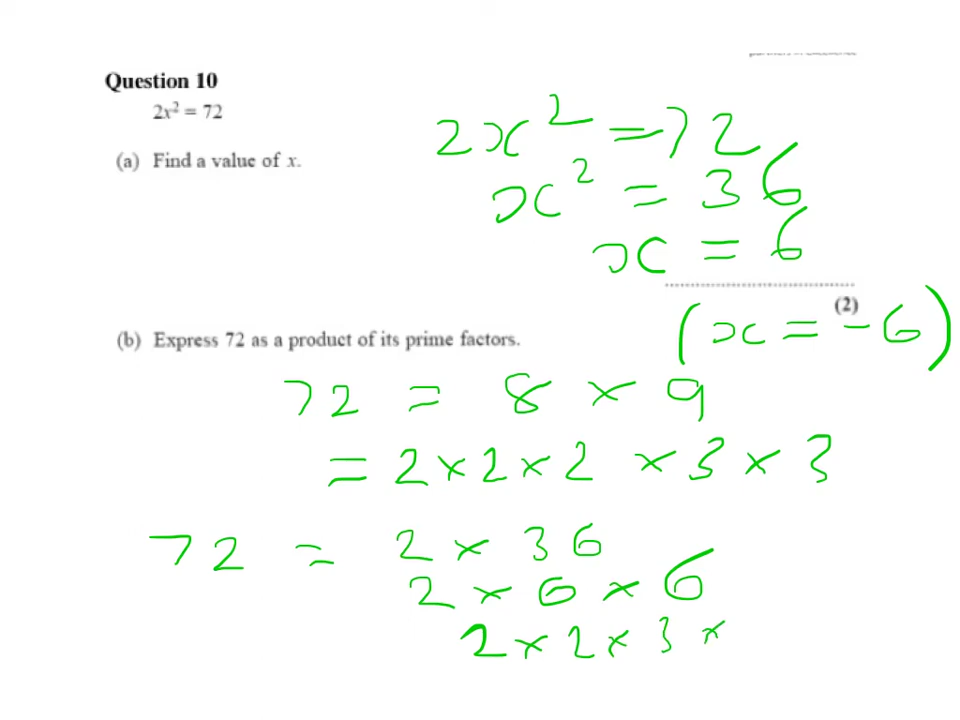 Question 10
2x² = 72
2x² = 72
(a) Find a value of x.
x² = 36
x = 6
(2)
(x = -6)
(b) Express 72 as a product of its prime factors.
72 = 8 × 9
= 2 × 2 × 2 × 3 × 3
72 = 2 × 36
2 × 6 × 6
2 × 2 × 3 ×